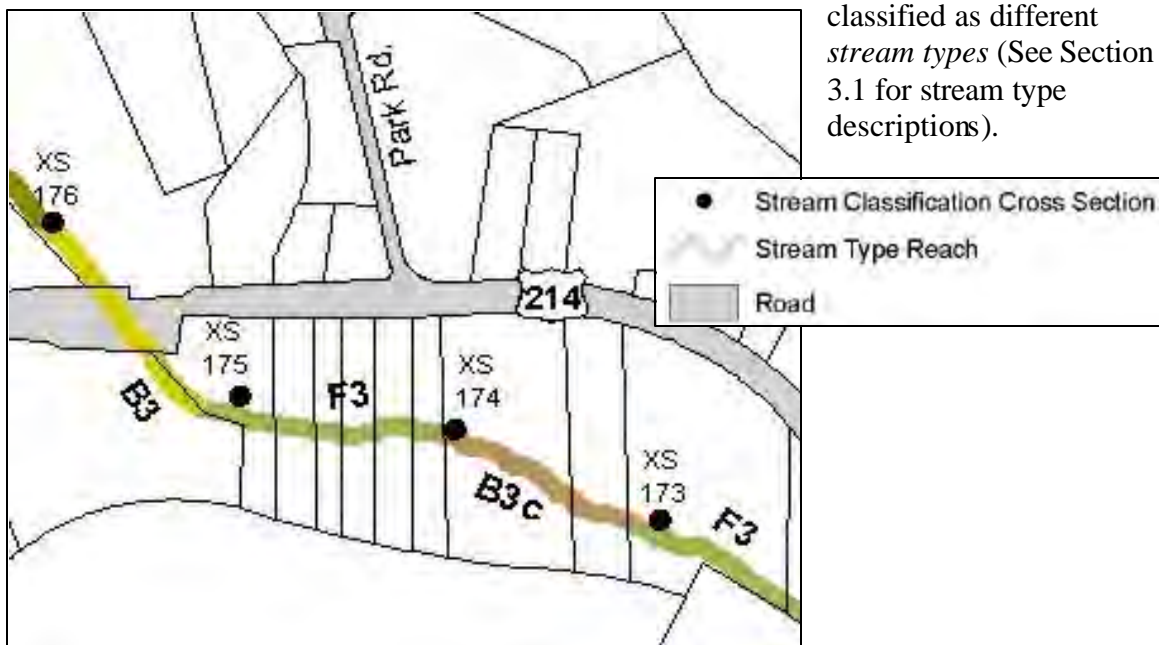 classified as different
stream types (See Section
3.1 for stream type
descriptions).
Park Rd.
XS
176
Stream Classification Cross Section
Stream Type Reach
Road
214
XS
175
B3
F3
XS
174
B3c
XS
173
F3